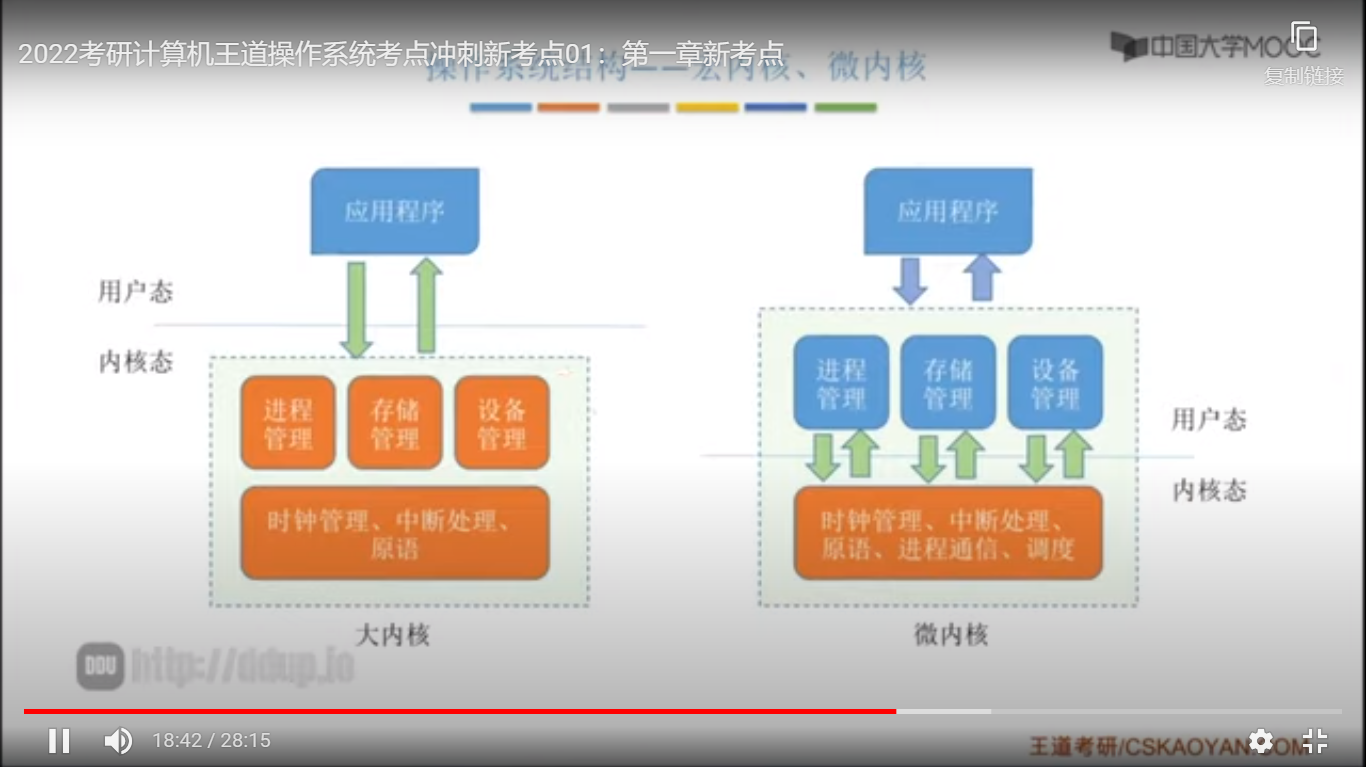 2022考研计算机王道操作系统考点冲刺新考点01：第一章新考点
操作系统结构——宏内核、微内核
中国大学MOOC
复制链接
应用程序
用户态
内核态
进程
管理
存储
管理
设备
管理
时钟管理、中断处理、
原语
大内核
应用程序
进程
管理
存储
管理
设备
管理
用户态
内核态
时钟管理、中断处理、
原语、进程通信、调度
微内核
DDU http://ddup.io
18:42 / 28:15
王道考研/CSKAOYAN.COM